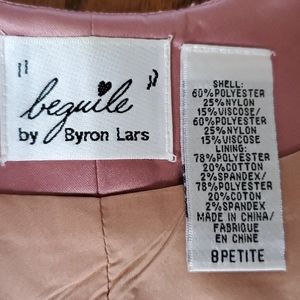 " beguile "
by Byron Lars
SHELL:
60%POLYESTER
25%NYLON
15%VISCOSE/
60%POLYESTER
25%NYLON
15%VISCOSE
LINING:
78%POLYESTER
20%COTTON
2%SPANDEX/
78%POLYESTER
20%COTON
2%SPANDEX
MADE IN
CHINA/
FABRIQUE
EN CHINE
8PETITE